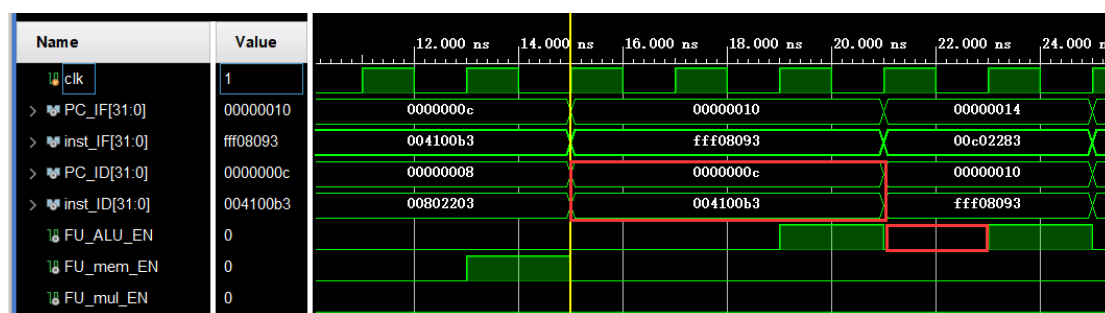 Name Value 12.000 ns 14.000 ns 16.000 ns 18.000 ns 20.000 ns 22.000 ns 24.000 n
clk 1
PC_IF[31:0] 00000010 0000000c 00000010 00000014
inst_IF[31:0] fff08093 004100b3 fff08093 00c02283
PC_ID[31:0] 0000000c 00000008 0000000c 00000010
inst_ID[31:0] 004100b3 00802203 004100b3 fff08093
FU_ALU_EN 0
FU_mem_EN 0
FU_mul_EN 0